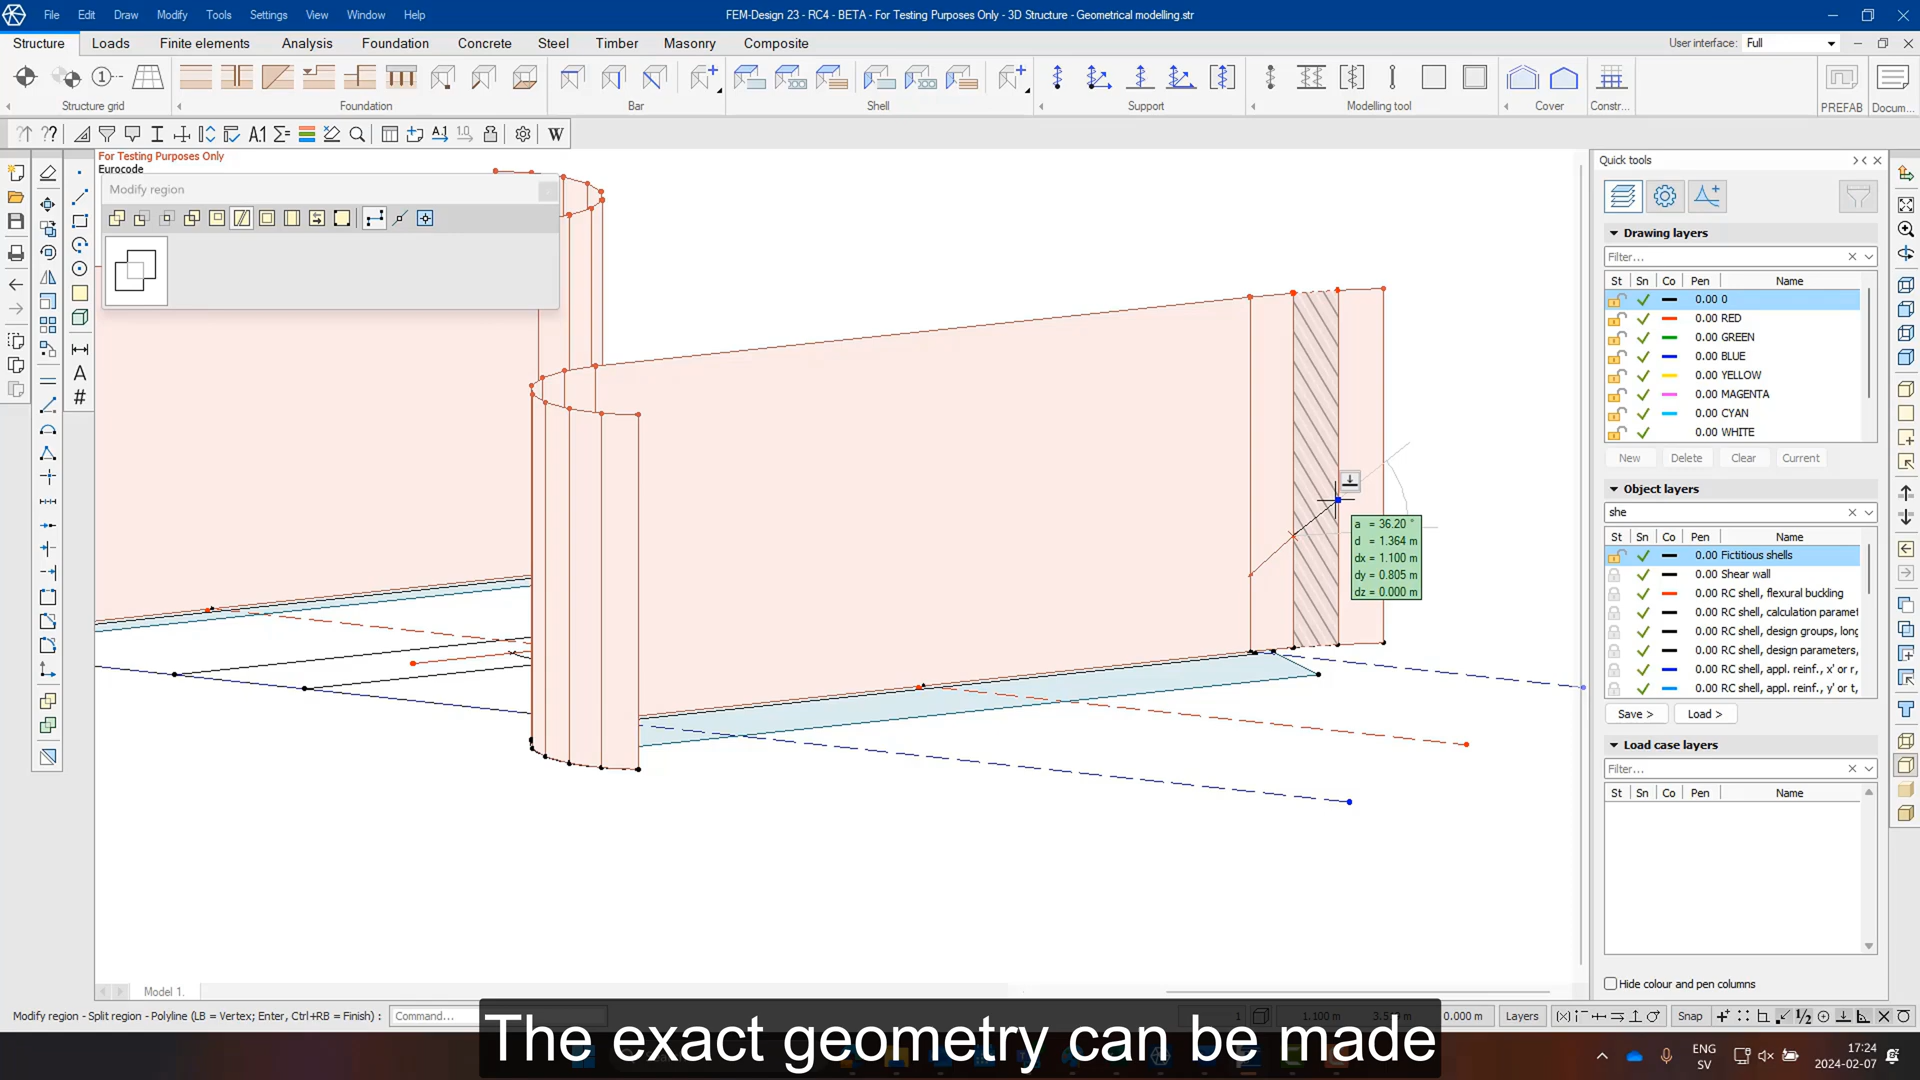 File Edit Draw Modify Tools Settings View Window Help
FEM-Design 23 - RC4 - BETA - For Testing Purposes Only - 3D Structure - Geometrical modelling.str
Structure Loads Finite elements Analysis Foundation Concrete Steel Timber Masonry Composite
User interface: Full
Structure grid Foundation Bar Shell Support Modelling tool Cover Constr... PREFAB Docum...
For Testing Purposes Only
Eurocode
Modify region
a = 36.20 °
d = 1.364 m
dx = 1.100 m
dy = 0.805 m
dz = 0.000 m
Quick tools
Drawing layers
Filter...
St Sn Co Pen Name
0.00 0
0.00 RED
0.00 GREEN
0.00 BLUE
0.00 YELLOW
0.00 MAGENTA
0.00 CYAN
0.00 WHITE
New Delete Clear Current
Object layers
she
St Sn Co Pen Name
0.00 Fictitious shells
0.00 Shear wall
0.00 RC shell, flexural buckling
0.00 RC shell, calculation paramet
0.00 RC shell, design groups, long
0.00 RC shell, design parameters,
0.00 RC shell, appl. reinf., x' or r,
0.00 RC shell, appl. reinf., y' or t,
Save > Load >
Load case layers
Filter...
St Sn Co Pen Name
Hide colour and pen columns
Model 1.
Modify region - Split region - Polyline (LB = Vertex; Enter, Ctrl+RB = Finish) : Command...
0.000 m Layers Snap
The exact geometry can be made
ENG
SV
17:24
2024-02-07